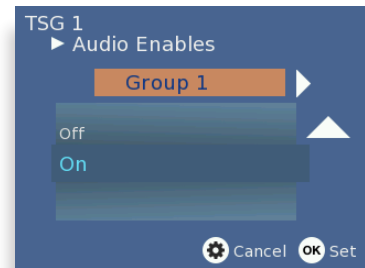 TSG 1
Audio Enables
Group 1
Off
On
Cancel OK Set